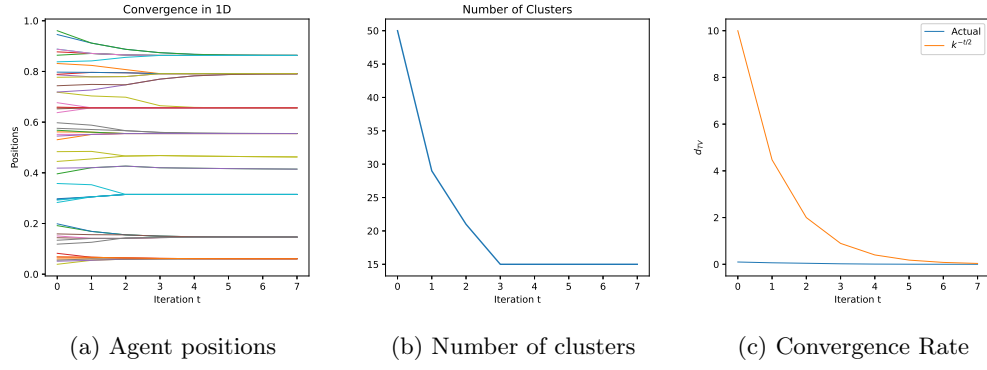 Convergence in 1D
1.0
0.8
0.6
0.4
0.2
0.0
Positions
0 1 2 3 4 5 6 7
Iteration t
(a) Agent positions
Number of Clusters
50
45
40
35
30
25
20
15
0 1 2 3 4 5 6 7
Iteration t
(b) Number of clusters
Actual
k^{-t/2}
10
8
6
4
2
0
d_{TV}
0 1 2 3 4 5 6 7
Iteration t
(c) Convergence Rate